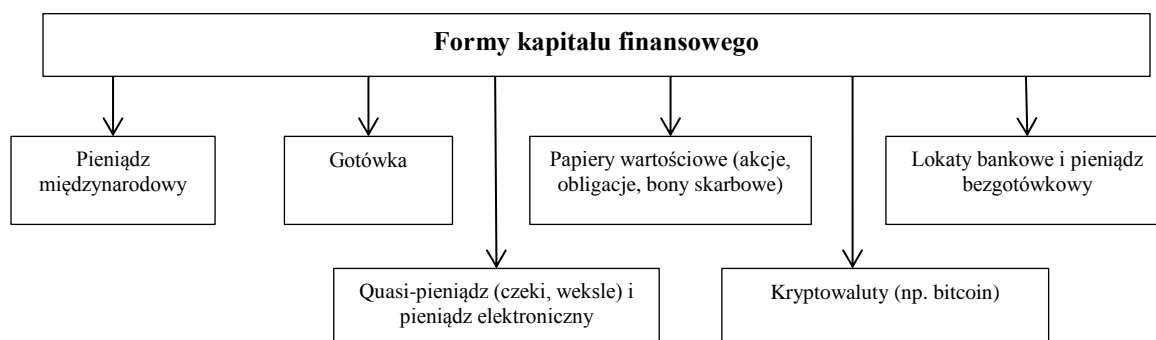 Formy kapitału finansowego
Pieniądz
międzynarodowy
Gotówka
Papiery wartościowe (akcje,
obligacje, bony skarbowe)
Lokaty bankowe i pieniądz
bezgotówkowy
Quasi-pieniądz (czeki, weksle) i
pieniądz elektroniczny
Kryptowaluty (np. bitcoin)